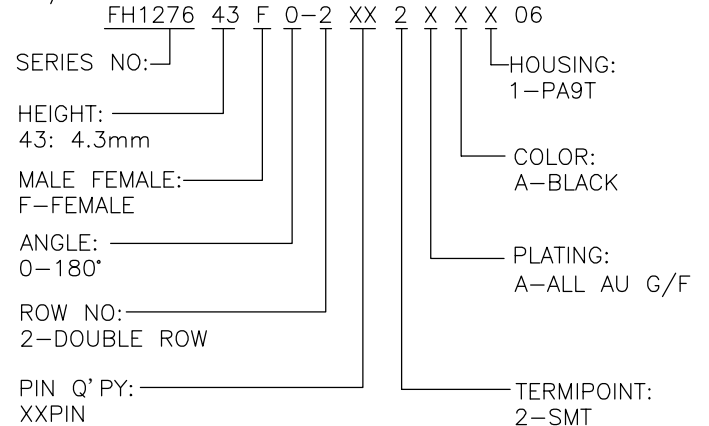 FH1276 43 F 0-2 XX 2 X X X 06
SERIES NO:
HOUSING:
1-PA9T
HEIGHT:
43: 4.3mm
COLOR:
A-BLACK
MALE FEMALE:
F-FEMALE
ANGLE:
0-180°
PLATING:
A-ALL AU G/F
ROW NO:
2-DOUBLE ROW
PIN Q'PY:
XXPIN
TERMIPOINT:
2-SMT